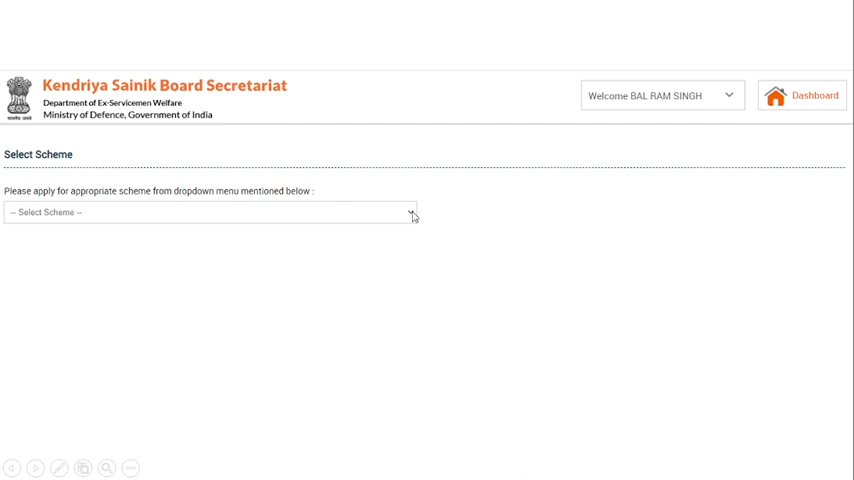 Kendriya Sainik Board Secretariat
Department of Ex-Servicemen Welfare
Ministry of Defence, Government of India
Welcome BAL RAM SINGH
Dashboard
Select Scheme
Please apply for appropriate scheme from dropdown menu mentioned below :
-- Select Scheme --